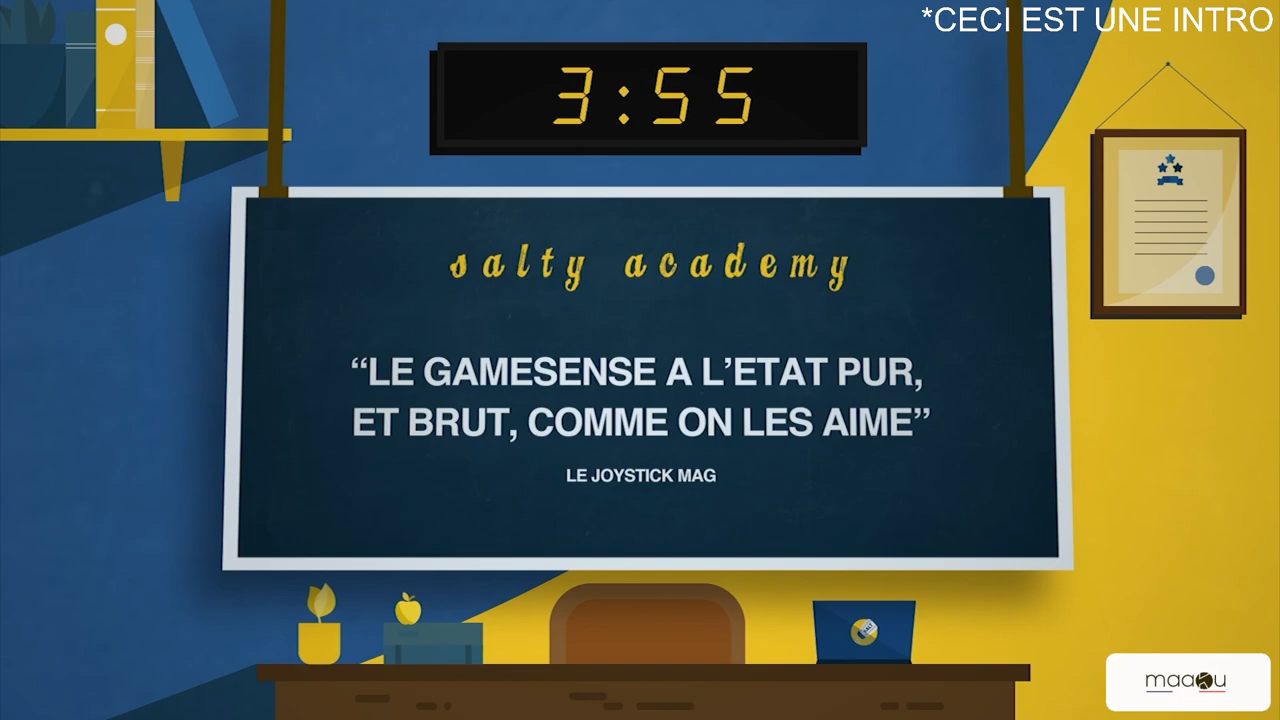 *CECI EST UNE INTRO
3:55
salty academy
“LE GAMESENSE A L’ETAT PUR,
ET BRUT, COMME ON LES AIME”
LE JOYSTICK MAG
maaKu